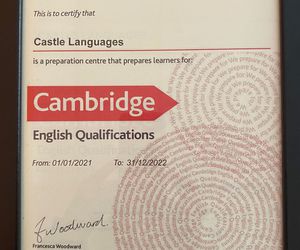 This is to certify that
Castle Languages
is a preparation centre that prepares learners for:
Cambridge
English Qualifications
From: 01/01/2021 To: 31/12/2022
F Woodward
Francesca Woodward